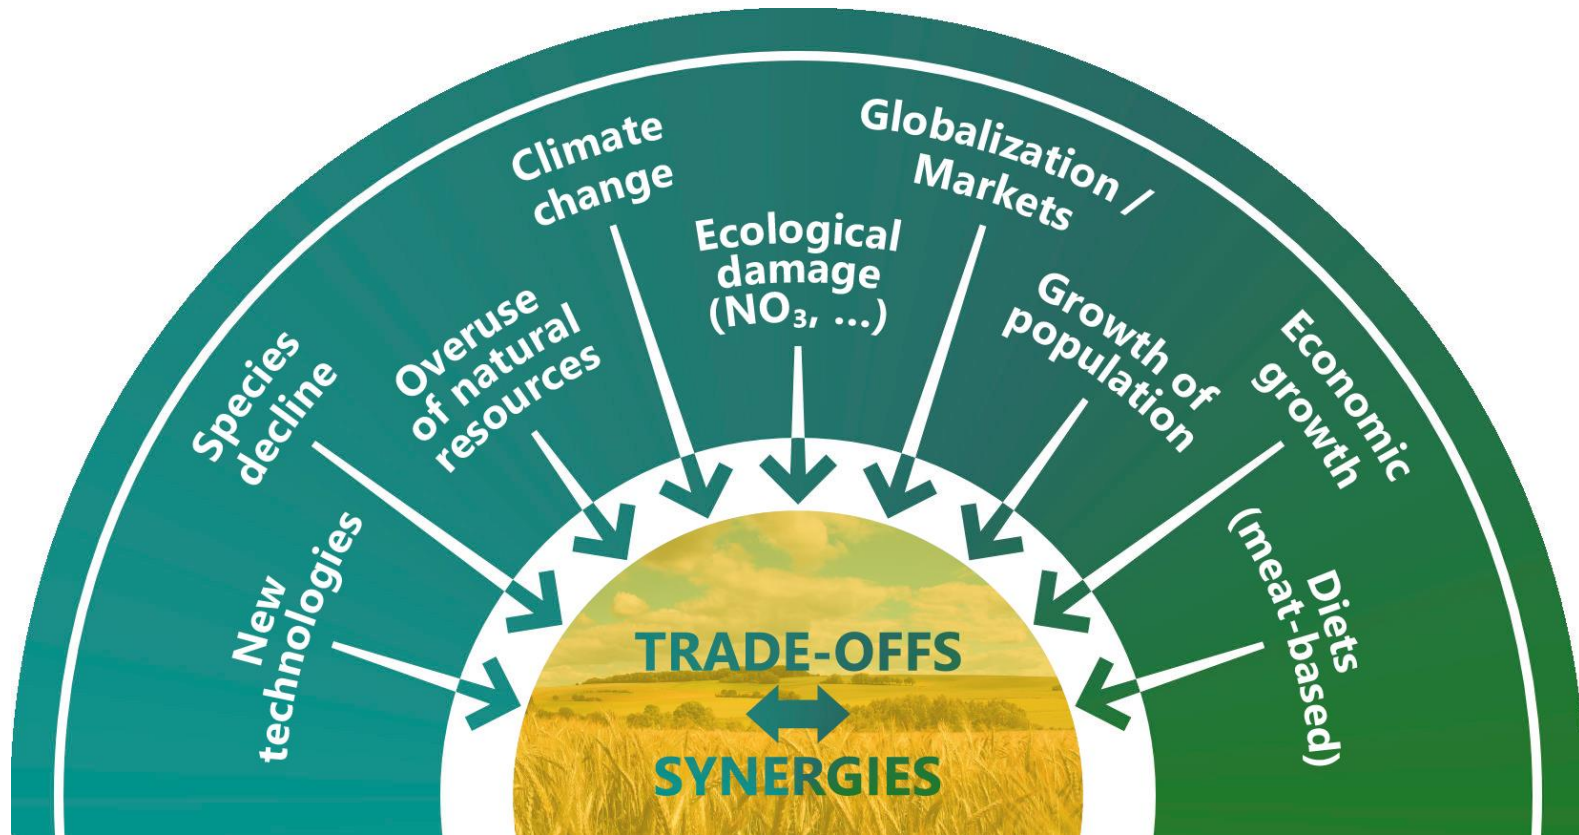 New
technologies
Species
decline
Overuse
of natural
resources
Climate
change
Ecological
damage
(NO₃, ...)
Globalization /
Markets
Growth of
population
Economic
growth
Diets
(meat-based)
TRADE-OFFS
SYNERGIES